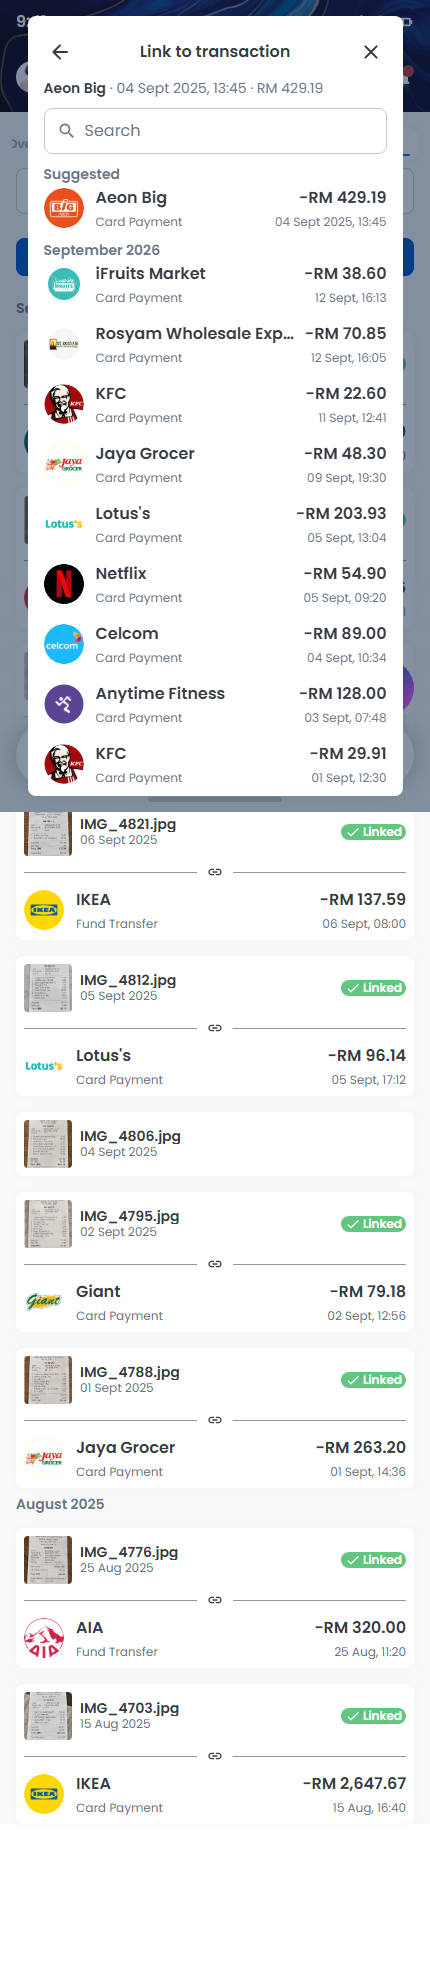 Link to transaction
Aeon Big · 04 Sept 2025, 13:45 · RM 429.19
Search
Suggested
Aeon Big -RM 429.19
Card Payment 04 Sept 2025, 13:45
September 2026
iFruits Market -RM 38.60
Card Payment 12 Sept, 16:13
Rosyam Wholesale Exp... -RM 70.85
Card Payment 12 Sept, 16:05
KFC -RM 22.60
Card Payment 11 Sept, 12:41
Jaya Grocer -RM 48.30
Card Payment 09 Sept, 19:30
Lotus's -RM 203.93
Card Payment 05 Sept, 13:04
Netflix -RM 54.90
Card Payment 05 Sept, 09:20
celcom
Celcom -RM 89.00
Card Payment 04 Sept, 10:34
Anytime Fitness -RM 128.00
Card Payment 03 Sept, 07:48
KFC -RM 29.91
Card Payment 01 Sept, 12:30
IMG_4821.jpg Linked
06 Sept 2025
IKEA -RM 137.59
Fund Transfer 06 Sept, 08:00
IMG_4812.jpg Linked
05 Sept 2025
Lotus's -RM 96.14
Card Payment 05 Sept, 17:12
IMG_4806.jpg
04 Sept 2025
IMG_4795.jpg Linked
02 Sept 2025
Giant -RM 79.18
Card Payment 02 Sept, 12:56
IMG_4788.jpg Linked
01 Sept 2025
Jaya Grocer -RM 263.20
Card Payment 01 Sept, 14:36
August 2025
IMG_4776.jpg Linked
25 Aug 2025
AIA -RM 320.00
Fund Transfer 25 Aug, 11:20
IMG_4703.jpg Linked
15 Aug 2025
IKEA -RM 2,647.67
Card Payment 15 Aug, 16:40